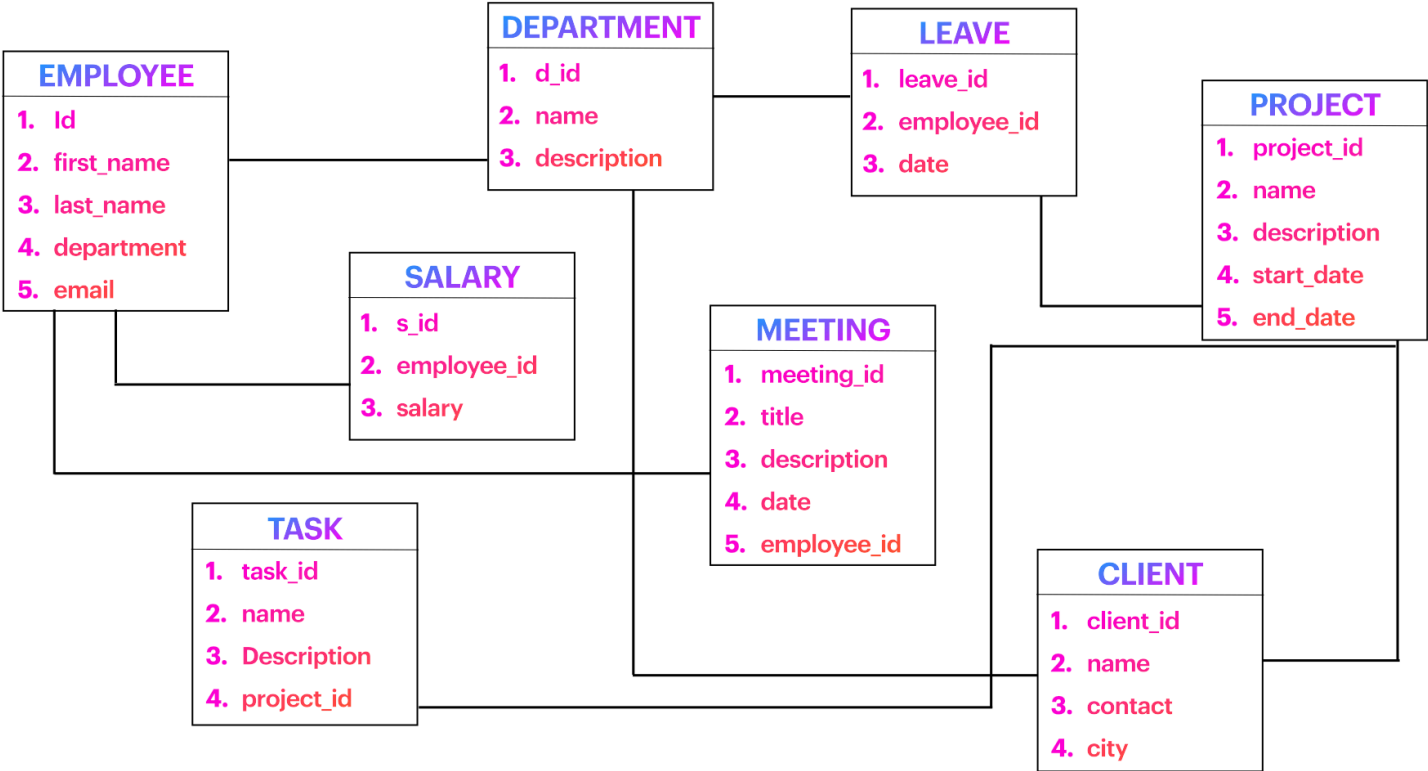 EMPLOYEE
1. Id
2. first_name
3. last_name
4. department
5. email
DEPARTMENT
1. d_id
2. name
3. description
LEAVE
1. leave_id
2. employee_id
3. date
PROJECT
1. project_id
2. name
3. description
4. start_date
5. end_date
SALARY
1. s_id
2. employee_id
3. salary
MEETING
1. meeting_id
2. title
3. description
4. date
5. employee_id
TASK
1. task_id
2. name
3. Description
4. project_id
CLIENT
1. client_id
2. name
3. contact
4. city